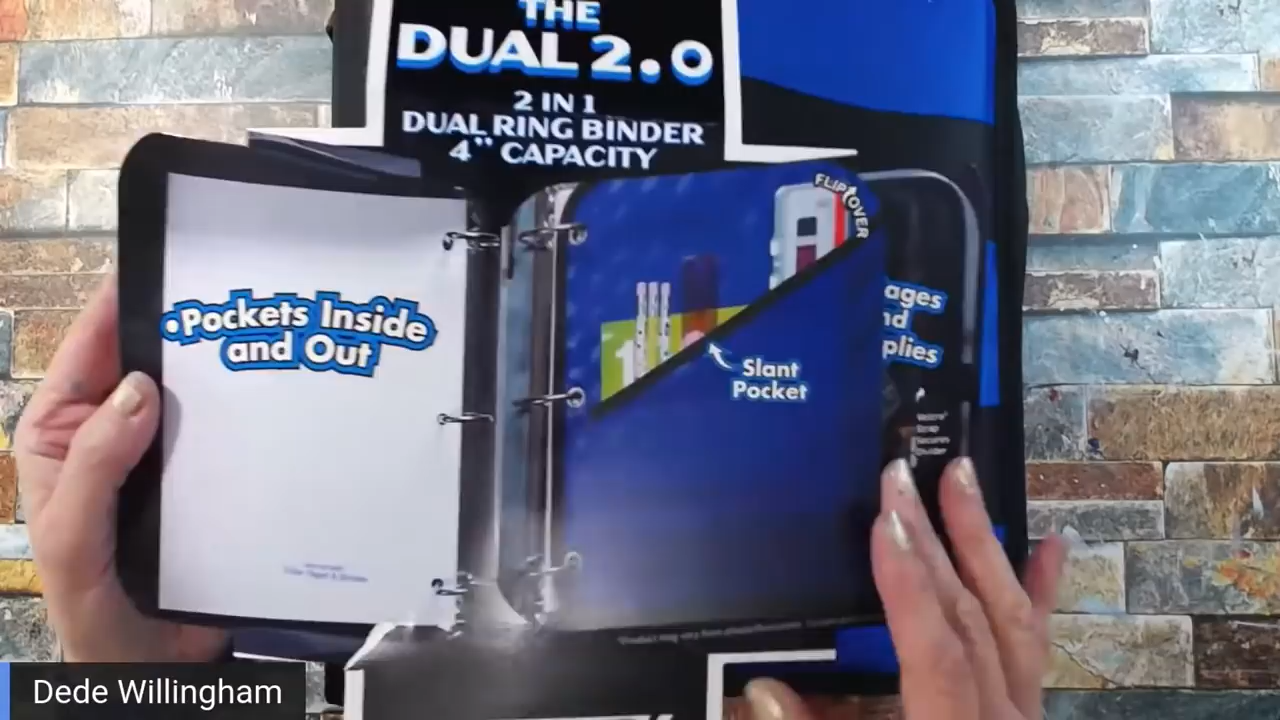 THE
DUAL 2.0
2 IN 1
DUAL RING BINDER
4" CAPACITY
FLIP OVER
•Pockets Inside
and Out
ages
nd
plies
Slant
Pocket
1
Dede Willingham